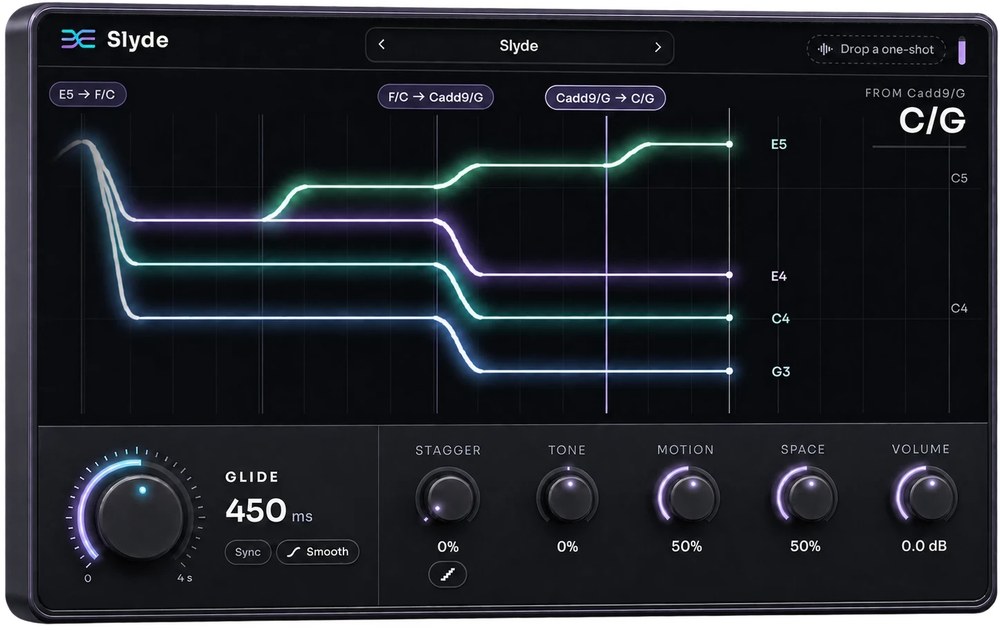 Slyde
Slyde
Drop a one-shot
E5 → F/C
F/C → Cadd9/G
Cadd9/G → C/G
FROM Cadd9/G
C/G
E5
C5
E4
C4
C4
G3
GLIDE
450 ms
Sync
Smooth
0
4 s
STAGGER
TONE
MOTION
SPACE
VOLUME
0%
0%
50%
50%
0.0 dB